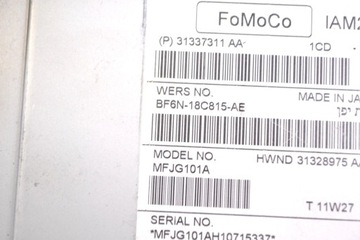 FoMoCo IAM2
(P) 31337311 AA 1CD
WERS NO. MADE IN JA
BF6N-18C815-AE יפן
MODEL NO. HWND 31328975 A
MFJG101A
T 11W27
SERIAL NO.
*MFJG101AH10715337*